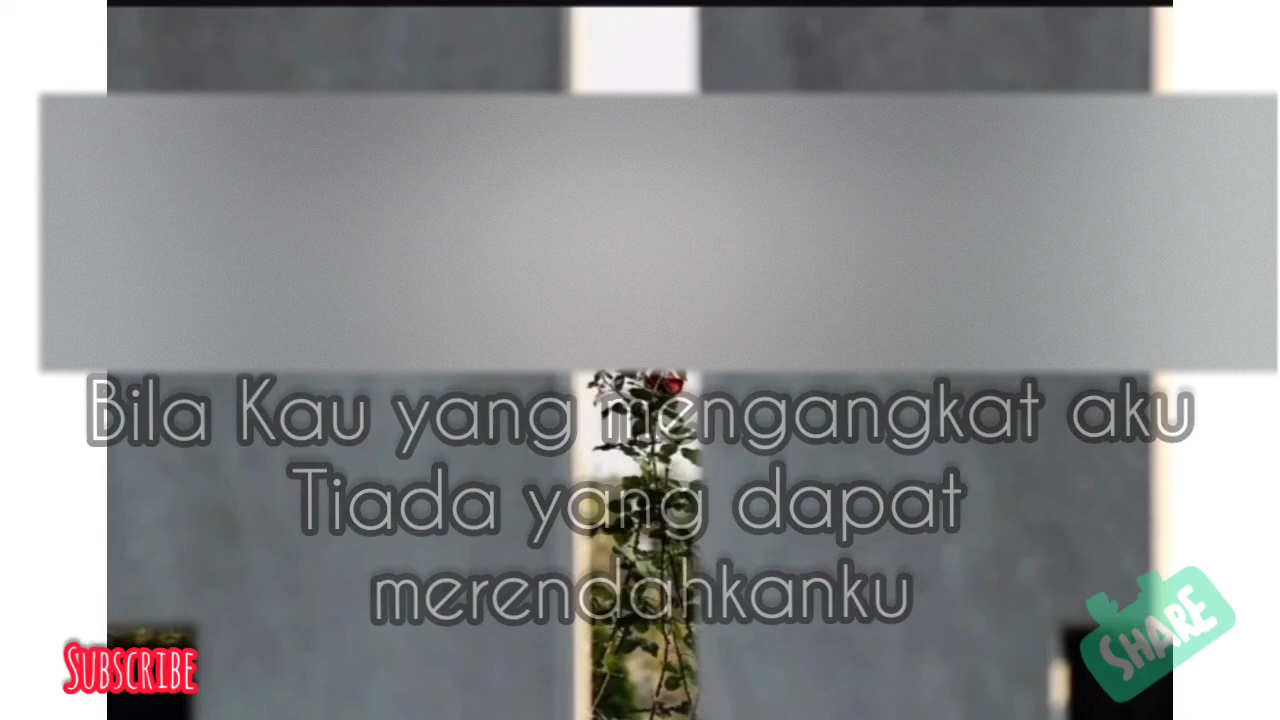 Bila Kau yang mengangkat aku
Tiada yang dapat
merendahkanku
SUBSCRIBE
SHARE